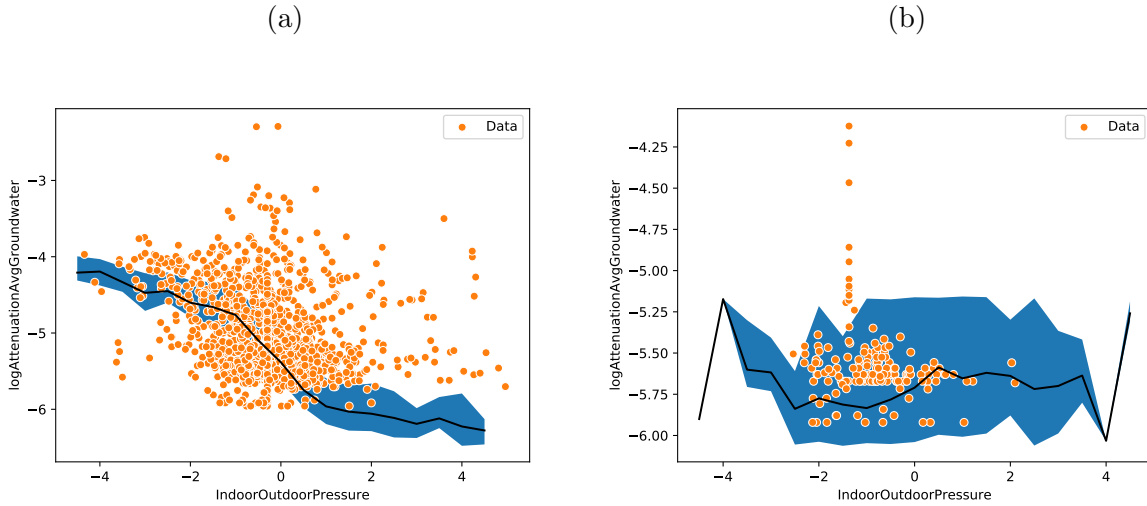 (a)
(b)
Data
−3
−4
−5
−6
logAttenuationAvgGroundwater
−4
−2
0
2
4
IndoorOutdoorPressure
Data
−4.25
−4.50
−4.75
−5.00
−5.25
−5.50
−5.75
−6.00
logAttenuationAvgGroundwater
−4
−2
0
2
4
IndoorOutdoorPressure